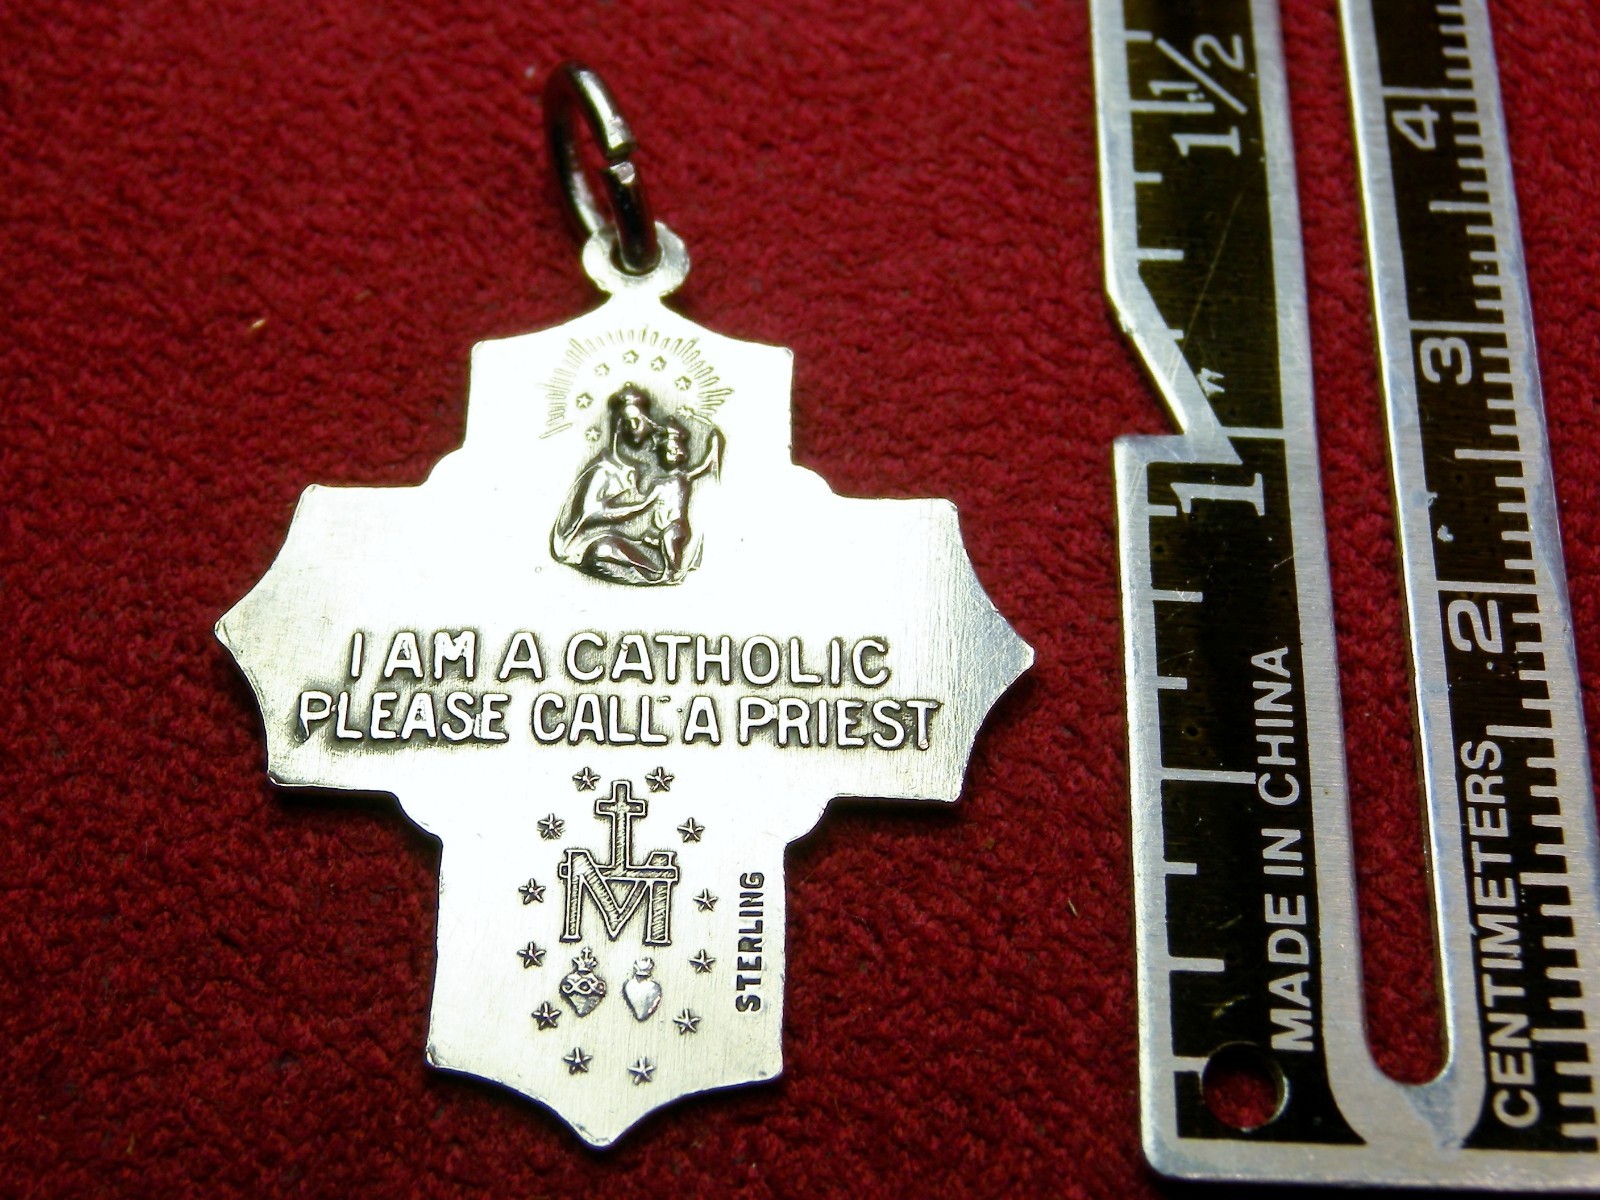 I AM A CATHOLIC
PLEASE CALL A PRIEST
M
STERLING
1 1/2
1"
MADE IN CHINA
4
3
2
CENTIMETERS